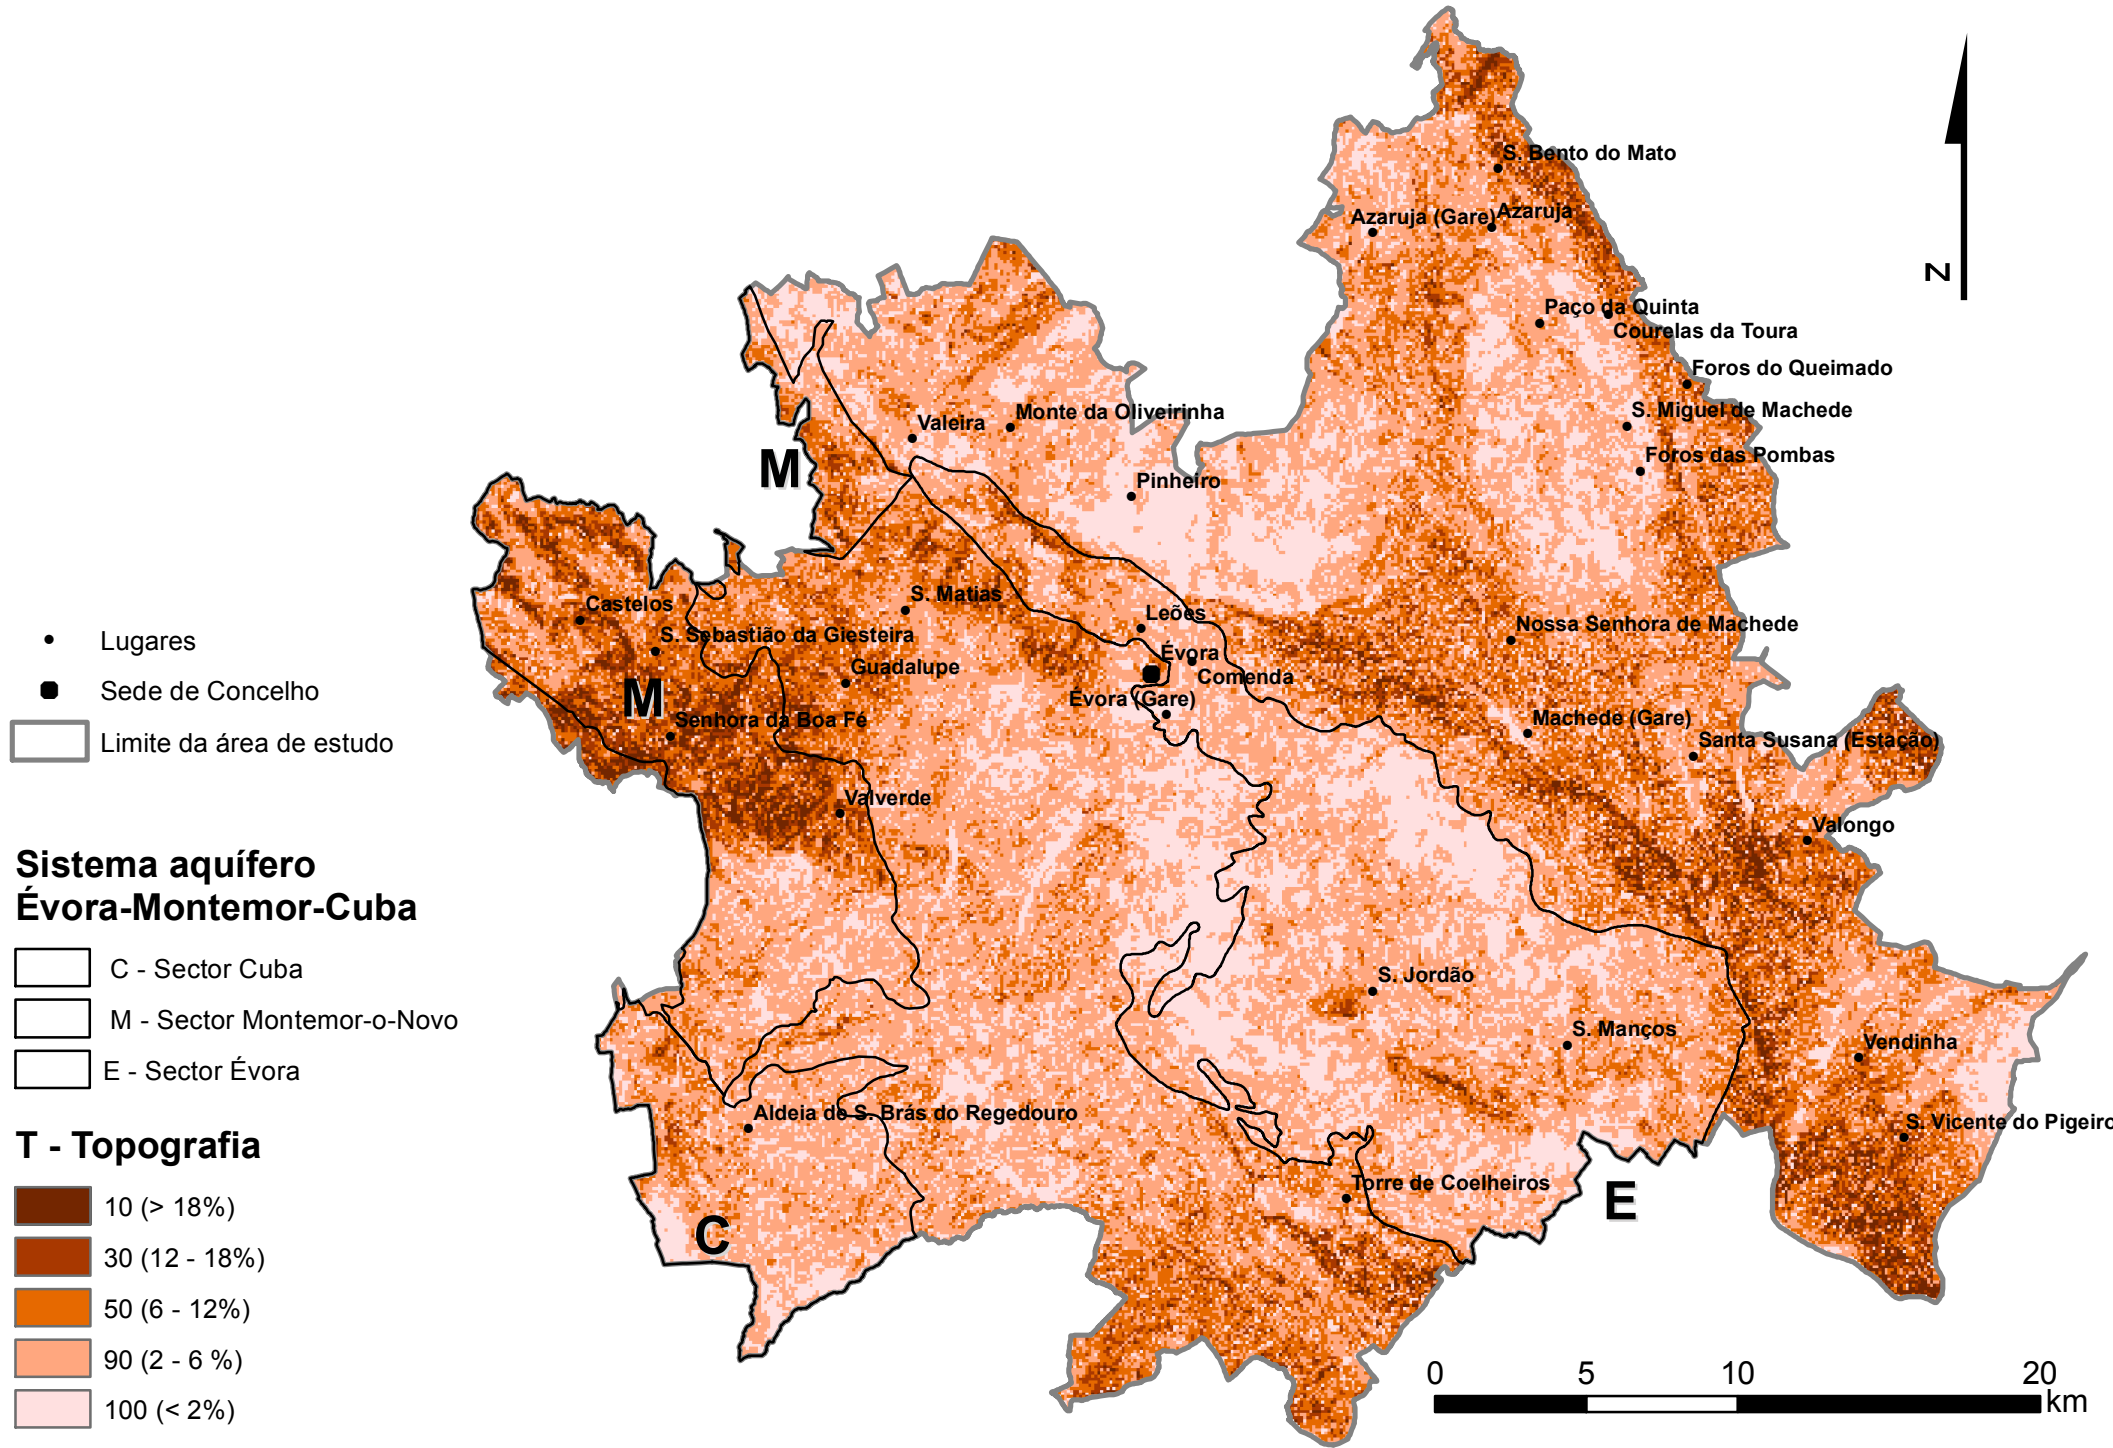 S. Bento do Mato
Azaruja (Gare)
Azaruja
N
Paço da Quinta
Courelas da Toura
Foros do Queimado
Monte da Oliveirinha
S. Miguel de Machede
Valeira
Foros das Pombas
M
Pinheiro
Castelos
S. Matias
Leões
Nossa Senhora de Machede
S. Sebastião da Giesteira
Évora
Guadalupe
Comenda
M
Évora (Gare)
Senhora da Boa Fé
Machede (Gare)
Santa Susana (Estação)
Valverde
Valongo
S. Jordão
S. Manços
Vendinha
Aldeia de S. Brás do Regedouro
S. Vicente do Pigeiro
Torre de Coelheiros
E
C
Lugares
Sede de Concelho
Limite da área de estudo
Sistema aquífero
Évora-Montemor-Cuba
C - Sector Cuba
M - Sector Montemor-o-Novo
E - Sector Évora
T - Topografia
10 (> 18%)
30 (12 - 18%)
50 (6 - 12%)
90 (2 - 6 %)
100 (< 2%)
0 5 10 20
km